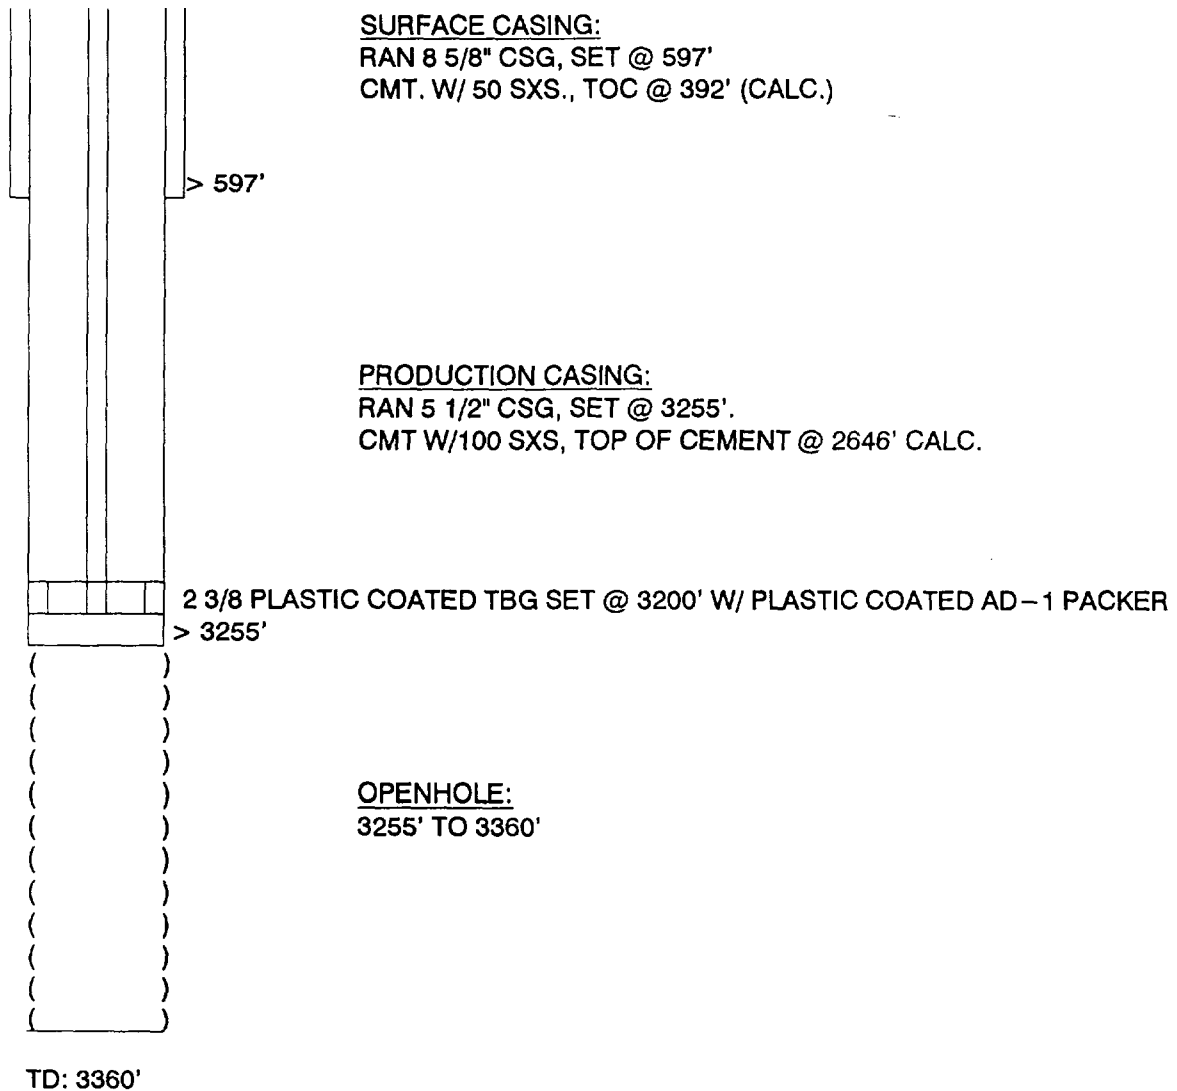 SURFACE CASING:
RAN 8 5/8" CSG, SET @ 597'
CMT. W/ 50 SXS., TOC @ 392' (CALC.)
> 597'
PRODUCTION CASING:
RAN 5 1/2" CSG, SET @ 3255'.
CMT W/100 SXS, TOP OF CEMENT @ 2646' CALC.
2 3/8 PLASTIC COATED TBG SET @ 3200' W/ PLASTIC COATED AD-1 PACKER
> 3255'
OPENHOLE:
3255' TO 3360'
TD: 3360'